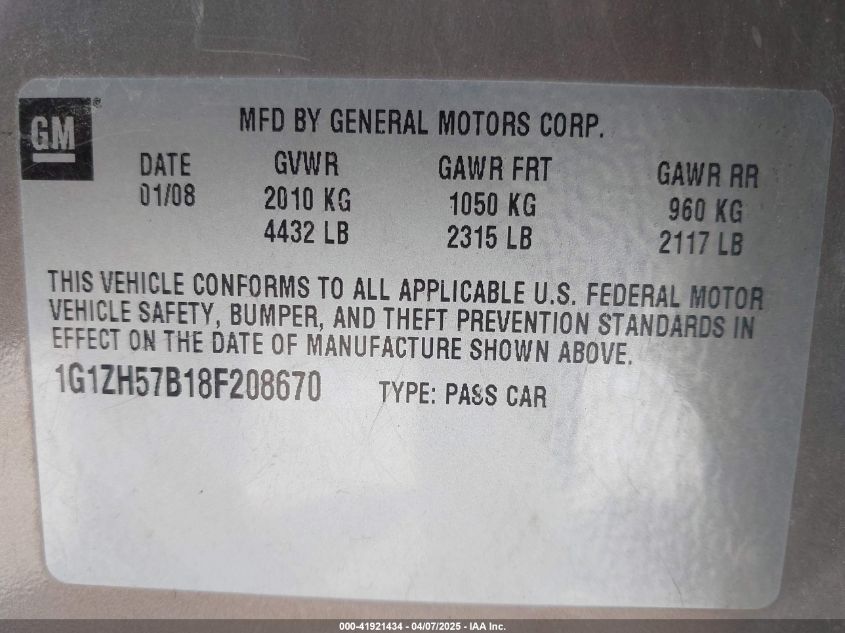 GM
MFD BY GENERAL MOTORS CORP.
DATE GVWR GAWR FRT GAWR RR
01/08 2010 KG 1050 KG 960 KG
4432 LB 2315 LB 2117 LB
THIS VEHICLE CONFORMS TO ALL APPLICABLE U.S. FEDERAL MOTOR
VEHICLE SAFETY, BUMPER, AND THEFT PREVENTION STANDARDS IN
EFFECT ON THE DATE OF MANUFACTURE SHOWN ABOVE.
1G1ZH57B18F208670 TYPE: PASS CAR
000-41921434 - 04/07/2025 - IAA Inc.